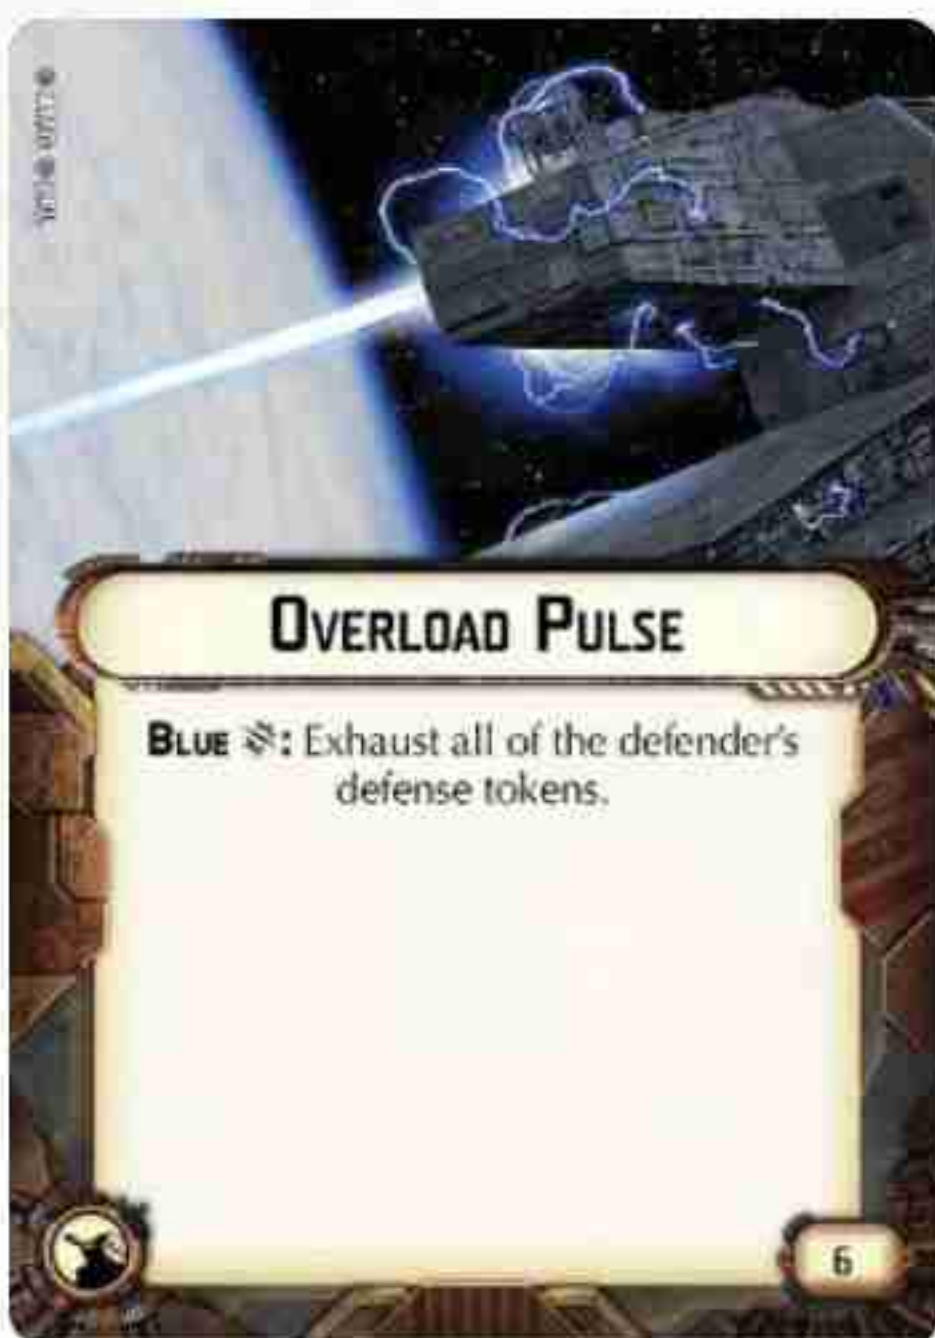 OVERLOAD PULSE
BLUE : Exhaust all of the defender's
defense tokens.
6